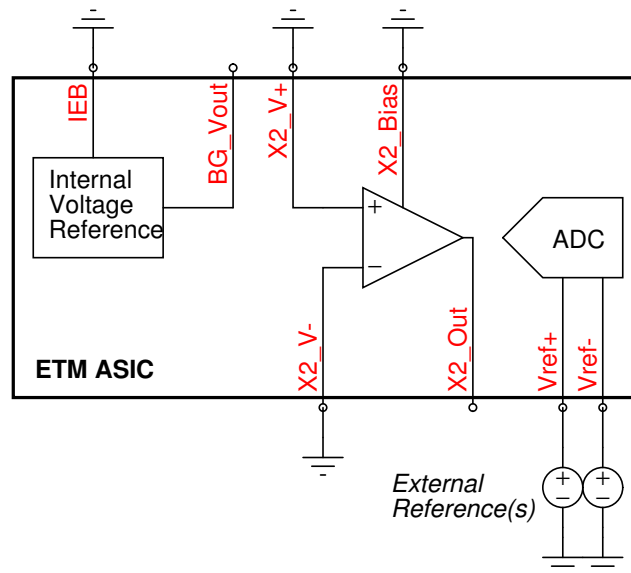 IEB
BG_Vout
X2_V+
X2_Bias
Internal
Voltage
Reference
+
−
ADC
ETM ASIC
X2_V-
X2_Out
Vref+
Vref-
External
Reference(s)
+
−
+
−